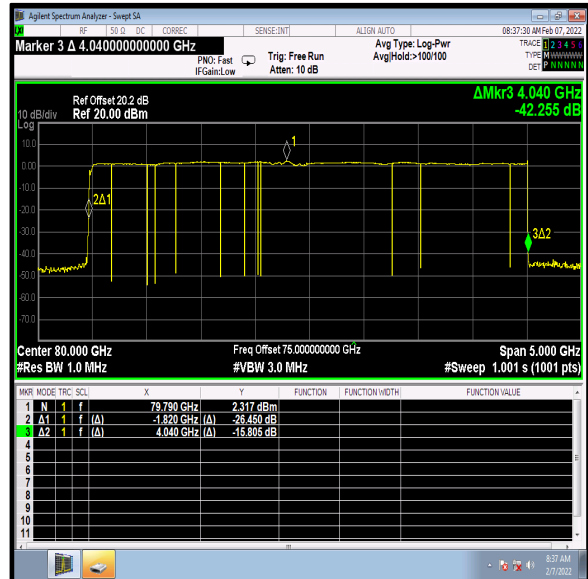 Agilent Spectrum Analyzer - Swept SA
LXI RF 50 Ω DC CORREC SENSE:INT ALIGN AUTO 08:37:30 AM Feb 07, 2022
Marker 3 Δ 4.040000000000 GHz
PNO: Fast
IFGain:Low
Trig: Free Run
Atten: 10 dB
Avg Type: Log-Pwr
Avg|Hold:>100/100
TRACE 1 2 3 4 5 6
TYPE MWWWWW
DET P N N N N N
Ref Offset 20.2 dB
ΔMkr3 4.040 GHz
10 dB/div Ref 20.00 dBm -42.255 dB
Log
10.0
0.00
-10.0
-20.0
-30.0
-40.0
-50.0
-60.0
-70.0
1
2Δ1
3Δ2
Center 80.000 GHz Freq Offset 75.000000000 GHz Span 5.000 GHz
#Res BW 1.0 MHz #VBW 3.0 MHz #Sweep 1.001 s (1001 pts)
MKR MODE TRC SCL X Y FUNCTION FUNCTION WIDTH FUNCTION VALUE
1 N 1 f 79.790 GHz 2.317 dBm
2 Δ1 1 f (Δ) -1.820 GHz (Δ) -26.450 dB
3 Δ2 1 f (Δ) 4.040 GHz (Δ) -15.805 dB
4
5
6
7
8
9
10
11
8:37 AM
2/7/2022